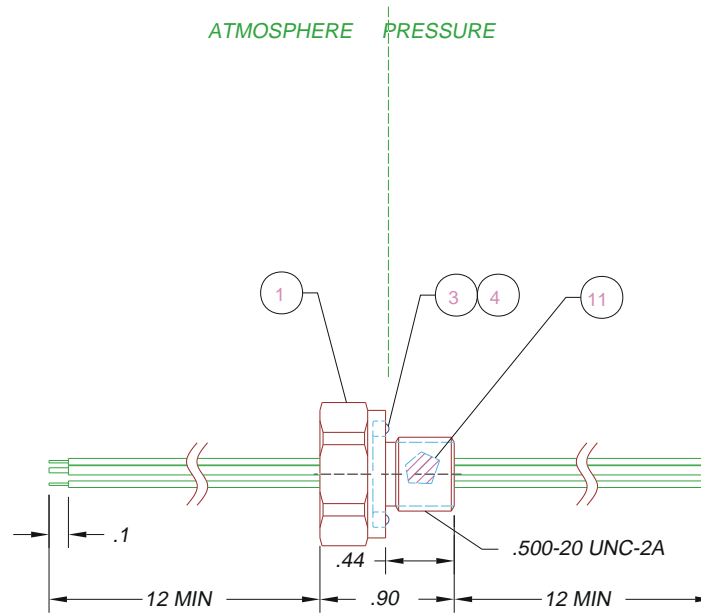 ATMOSPHERE PRESSURE
1
3 4
11
.1
.44
.500-20 UNC-2A
12 MIN .90 12 MIN